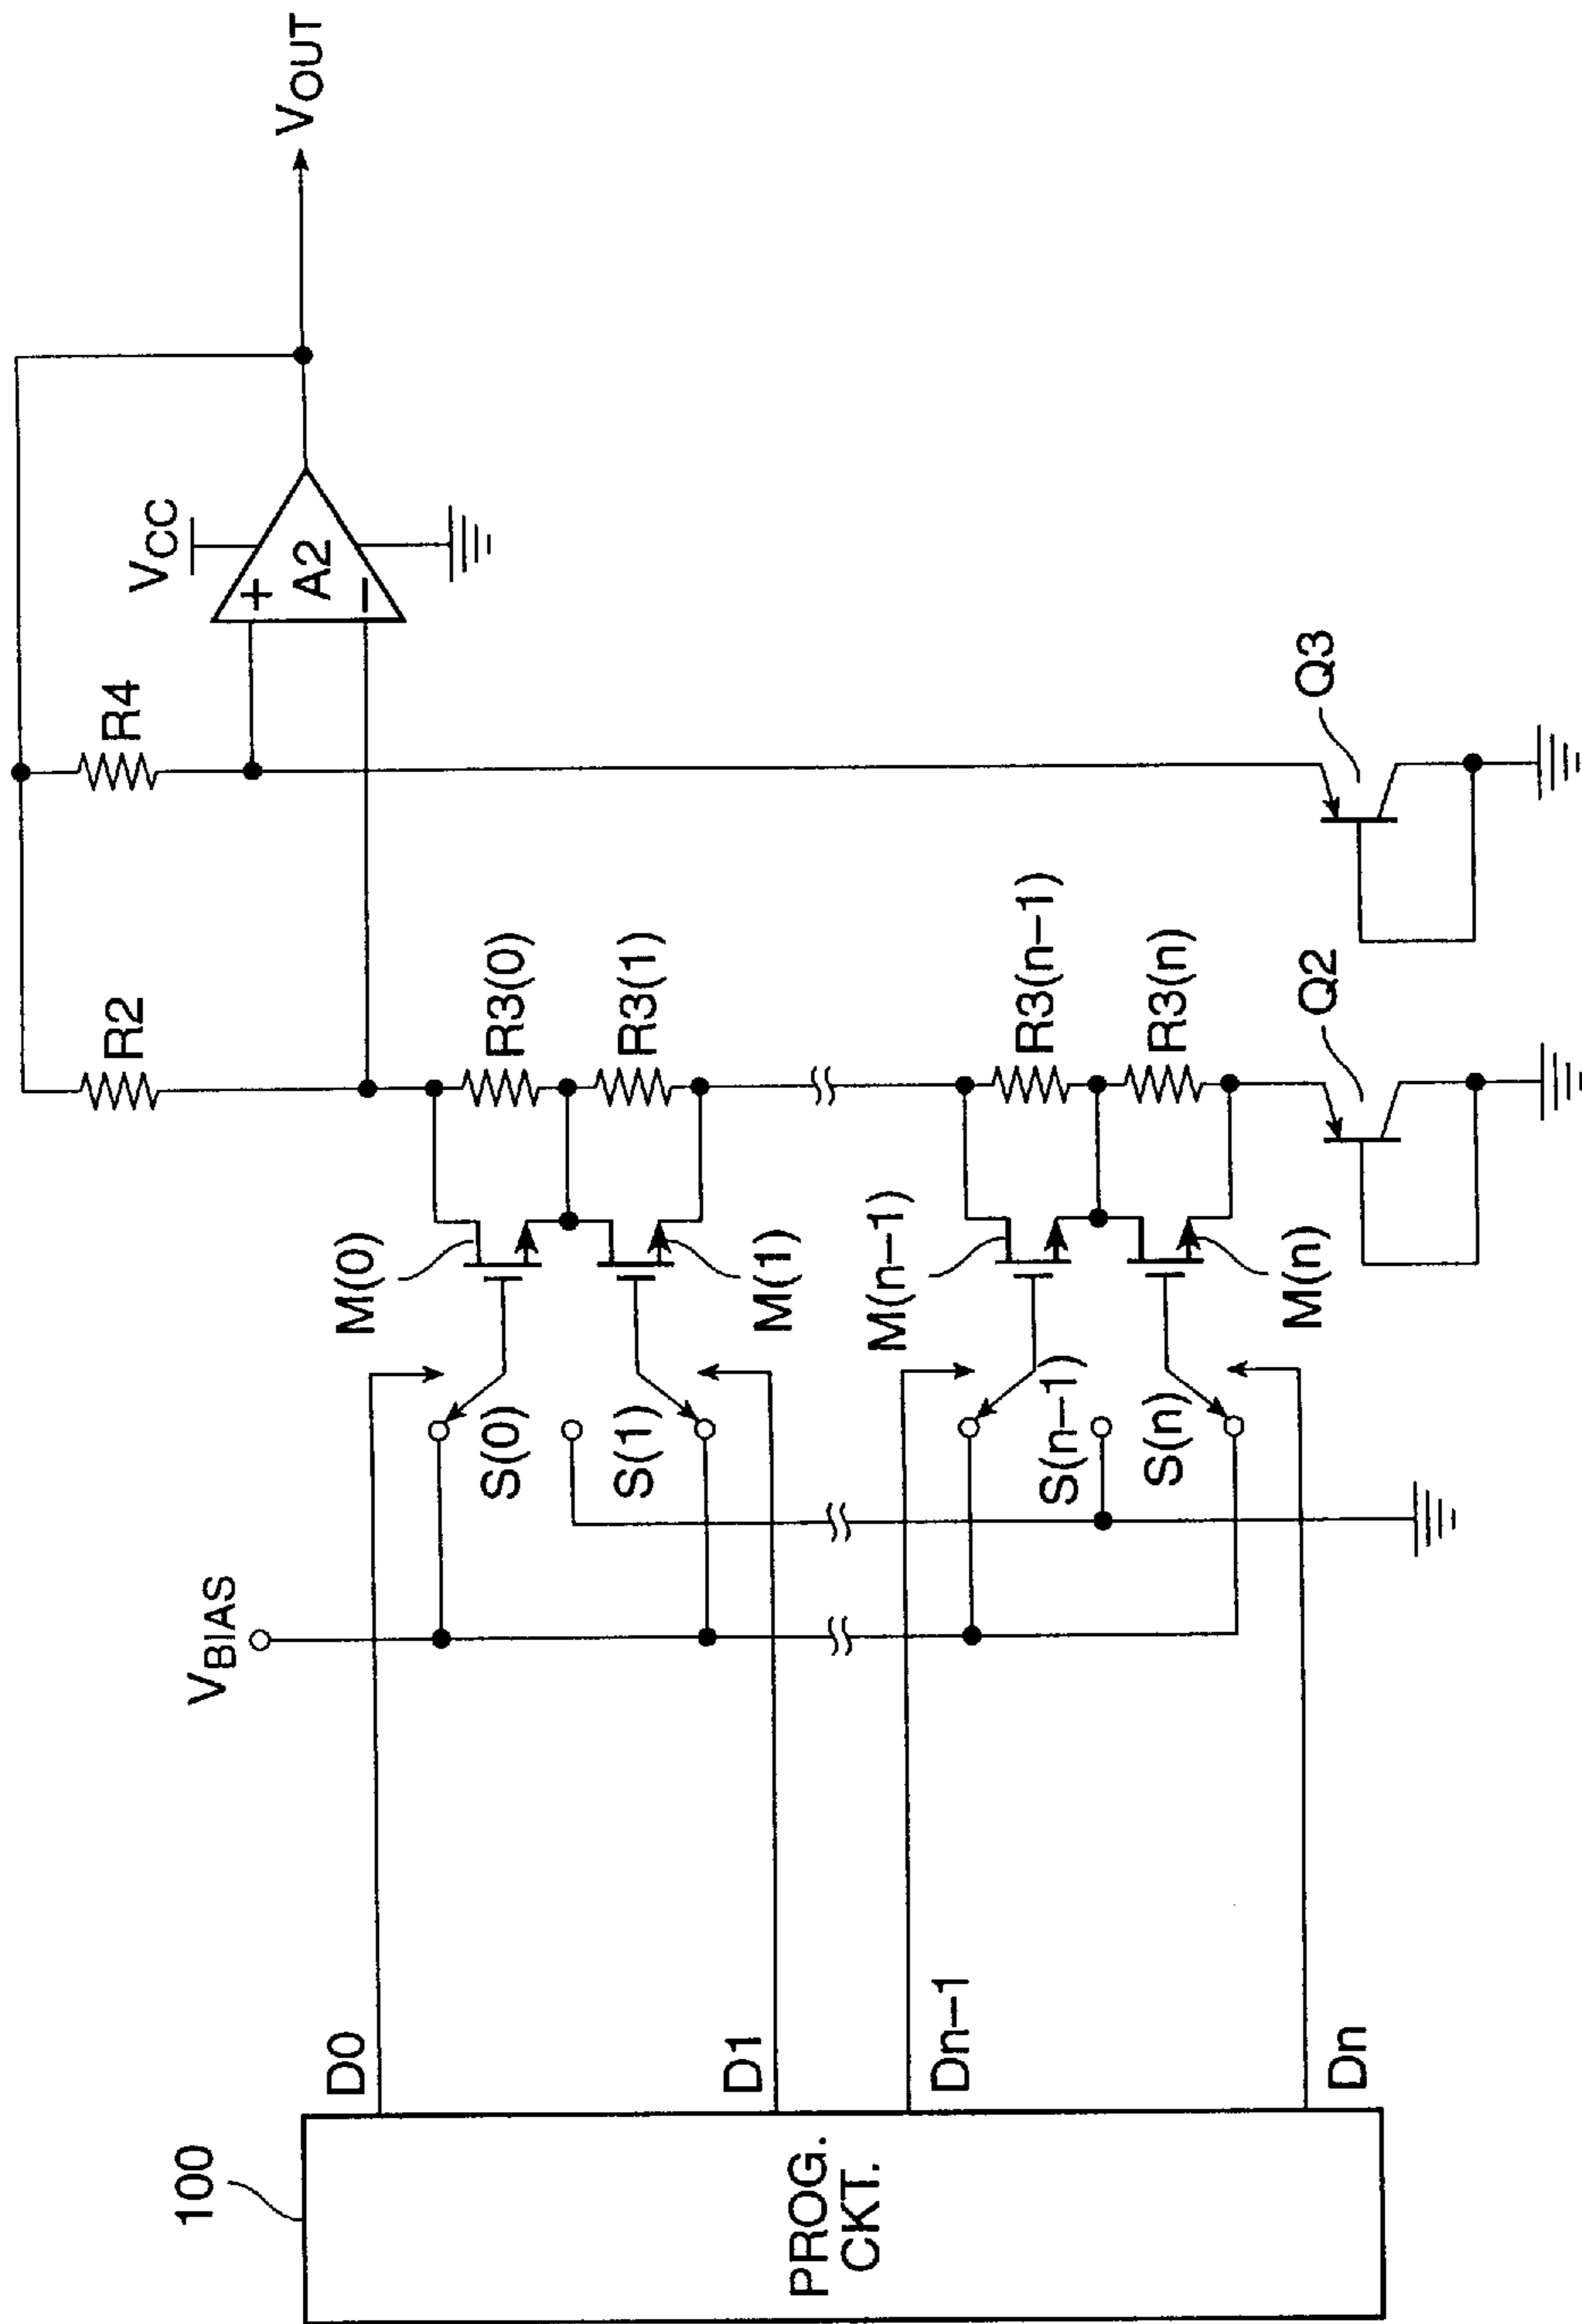 100
PROG.
CKT.
D0
D1
Dn–1
Dn
VBIAS
S(0)
S(1)
S(n–1)
S(n)
M(0)
M(1)
M(n–1)
M(n)
R2
R3(0)
R3(1)
R3(n–1)
R3(n)
Q2
R4
Q3
VCC
+
A2
–
VOUT